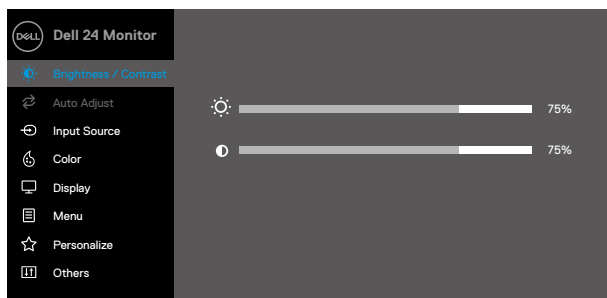 DELL
Dell 24 Monitor
Brightness / Contrast
Auto Adjust
Input Source
Color
Display
Menu
Personalize
Others
75%
75%